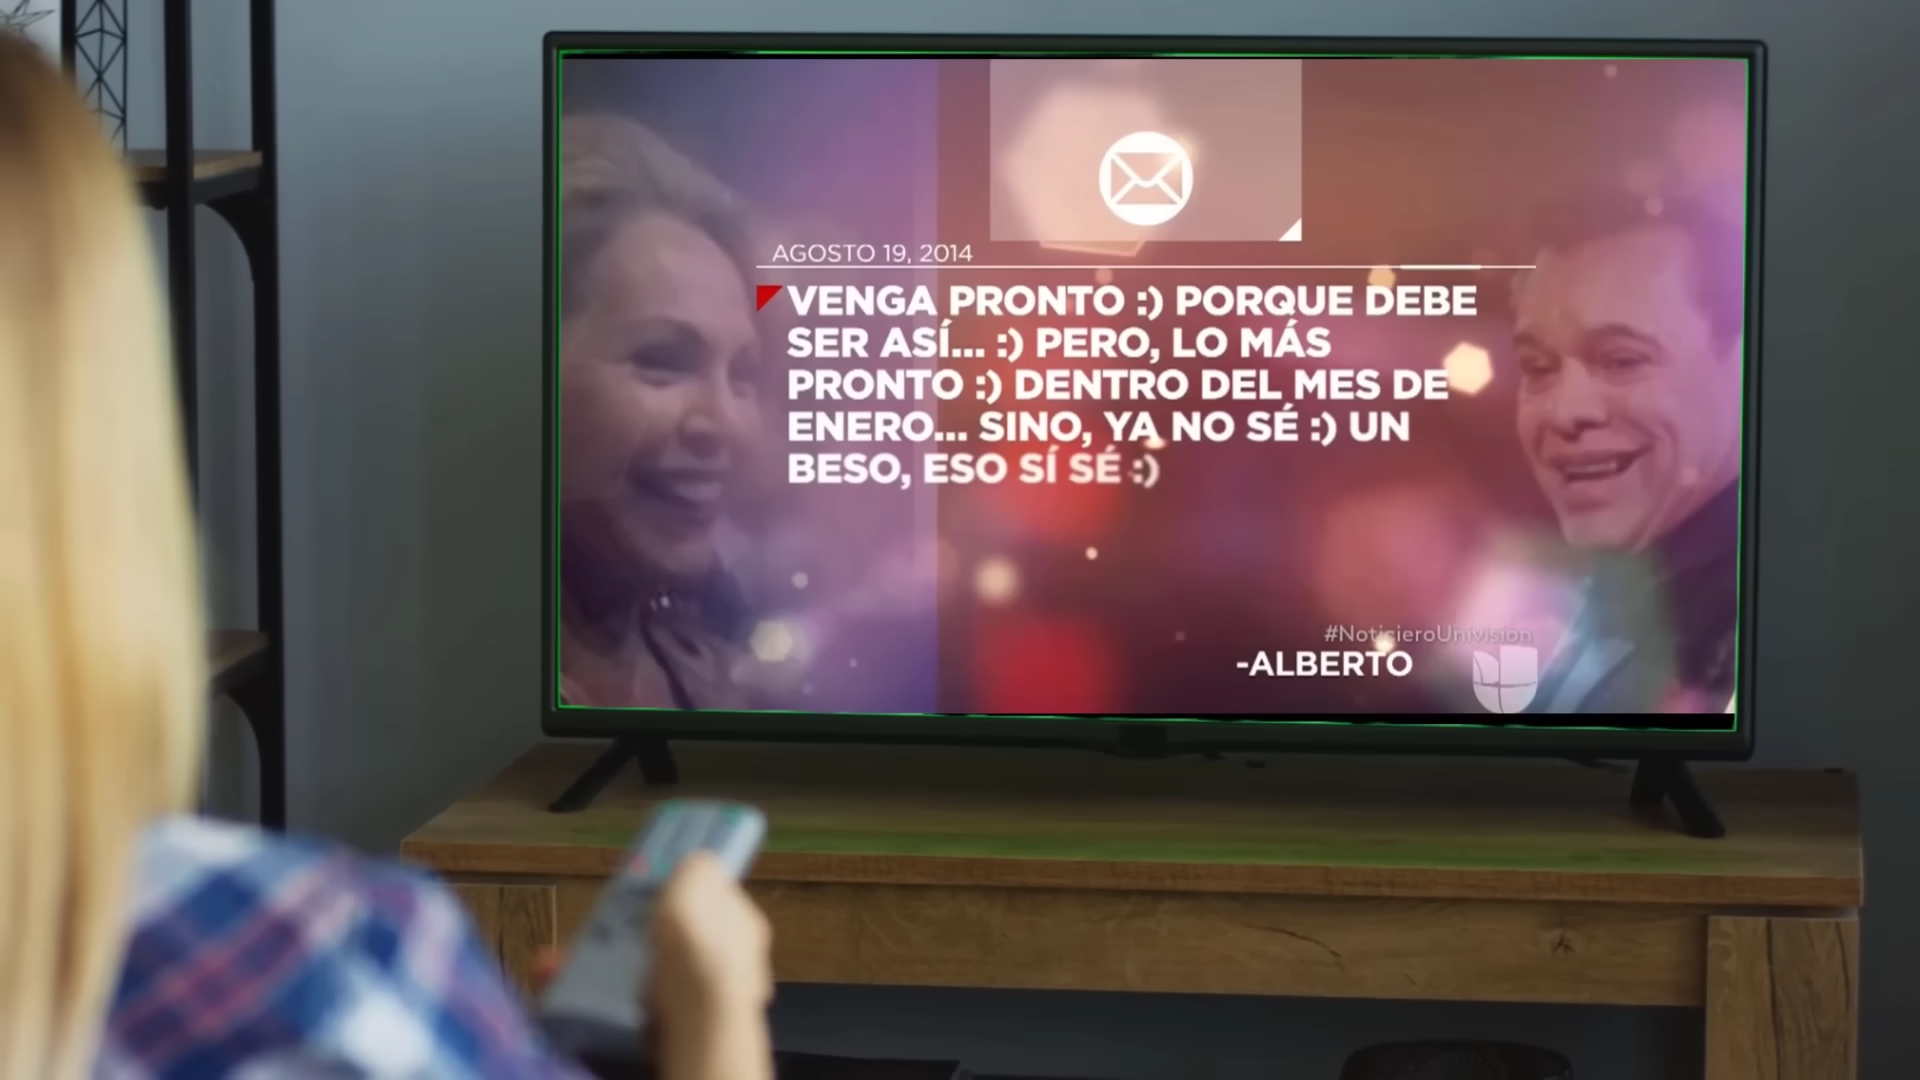 AGOSTO 19, 2014
VENGA PRONTO :) PORQUE DEBE
SER ASÍ... :) PERO, LO MÁS
PRONTO :) DENTRO DEL MES DE
ENERO... SINO, YA NO SÉ :) UN
BESO, ESO SÍ SÉ :)
#NoticieroUnivision
-ALBERTO